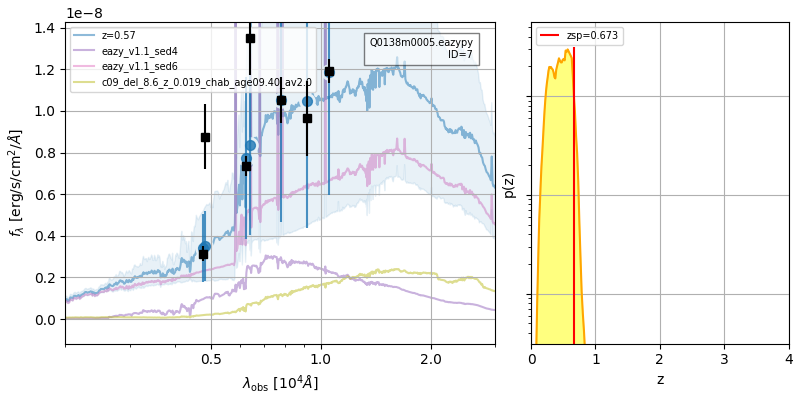 1e−8
1.4
1.2
1.0
0.8
0.6
0.4
0.2
0.0
f_λ [erg/s/cm²/Å]
z=0.57
eazy_v1.1_sed4
eazy_v1.1_sed6
c09_del_8.6_z_0.019_chab_age09.40_av2.0
Q0138m0005.eazypy
ID=7
0.5
1.0
2.0
λ_obs [10⁴Å]
zsp=0.673
p(z)
0
1
2
3
4
z